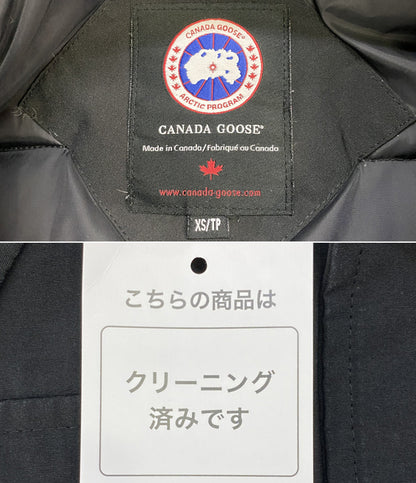 CANADA GOOSE
ARCTIC PROGRAM
CANADA GOOSE®
Made in Canada/Fabriqué au Canada
www.canada-goose.com
XS/TP
こちらの商品は
クリーニング
済みです